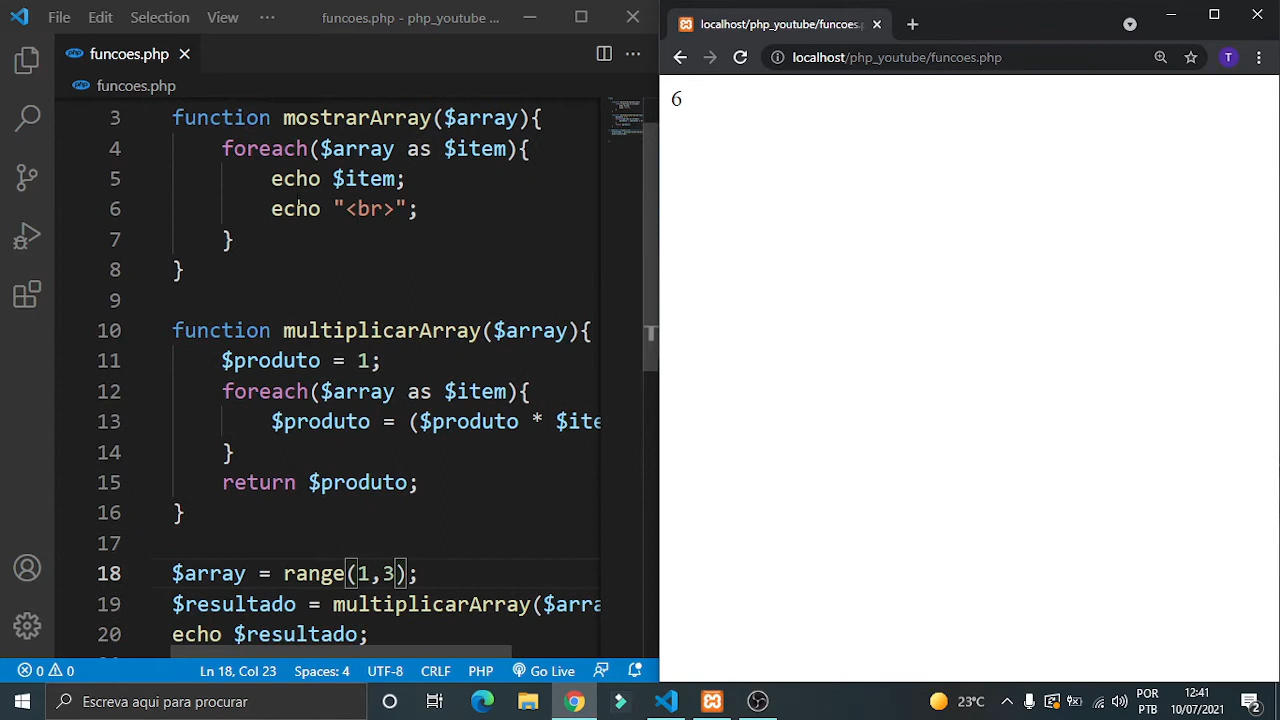 File Edit Selection View ··· funcoes.php - php_youtube ...
funcoes.php
funcoes.php
3 function mostrarArray($array){
4 foreach($array as $item){
5 echo $item;
6 echo "<br>";
7 }
8 }
9
10 function multiplicarArray($array){
11 $produto = 1;
12 foreach($array as $item){
13 $produto = ($produto * $ite
14 }
15 return $produto;
16 }
17
18 $array = range(1,3);
19 $resultado = multiplicarArray($arra
20 echo $resultado;
0 0 Ln 18, Col 23 Spaces: 4 UTF-8 CRLF PHP Go Live
localhost/php_youtube/funcoes.p
localhost/php_youtube/funcoes.php T
6
Escreva aqui para procurar
23°C
POR
PTB
12:41
10/07/2021
2